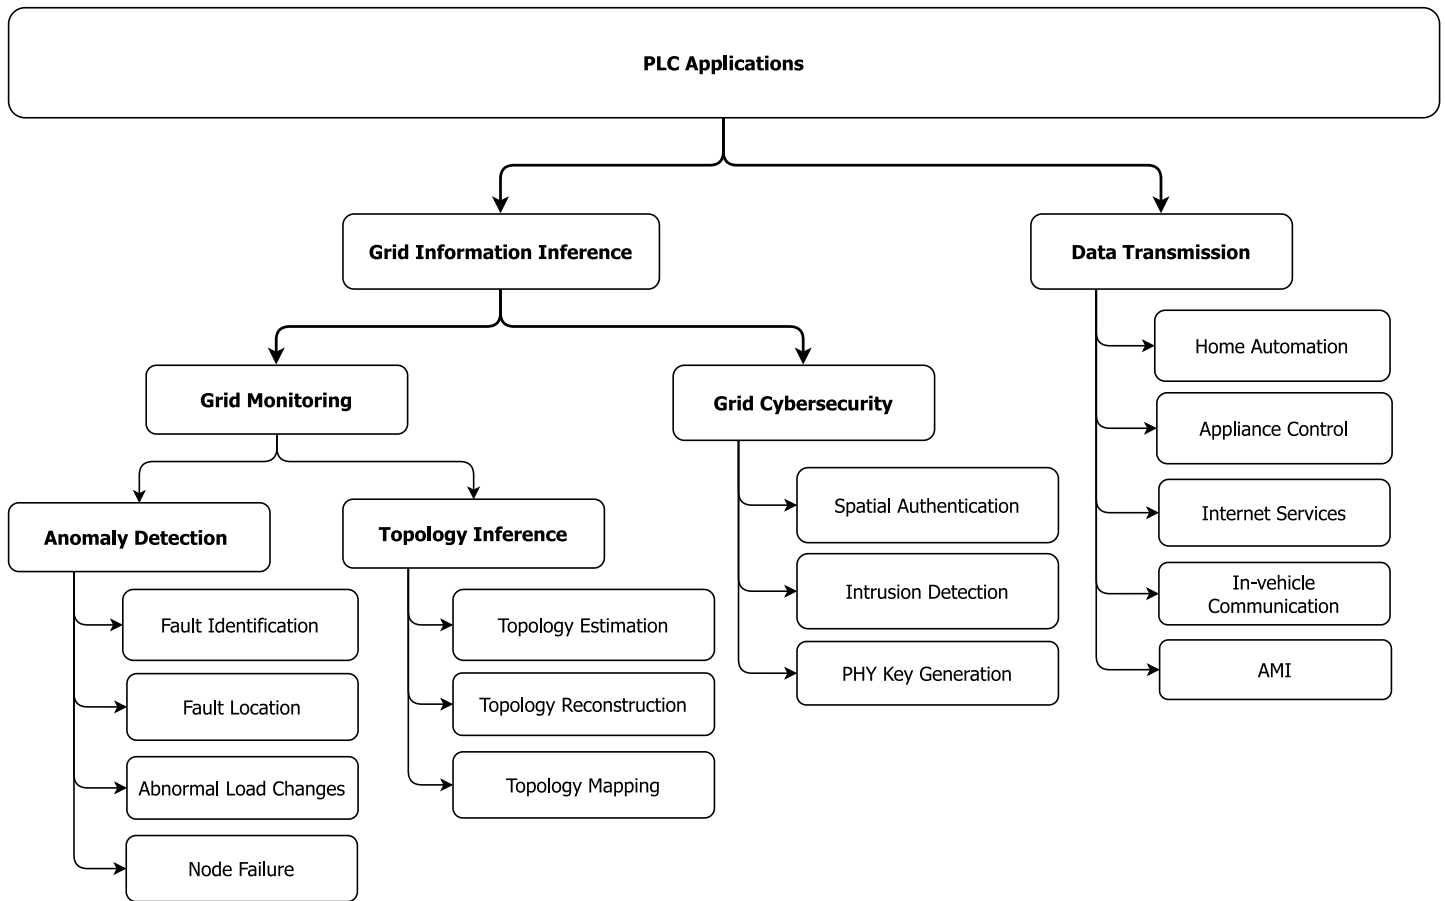 PLC Applications
Grid Information Inference
Data Transmission
Grid Monitoring
Grid Cybersecurity
Anomaly Detection
Topology Inference
Fault Identification
Fault Location
Abnormal Load Changes
Node Failure
Topology Estimation
Topology Reconstruction
Topology Mapping
Spatial Authentication
Intrusion Detection
PHY Key Generation
Home Automation
Appliance Control
Internet Services
In-vehicle
Communication
AMI